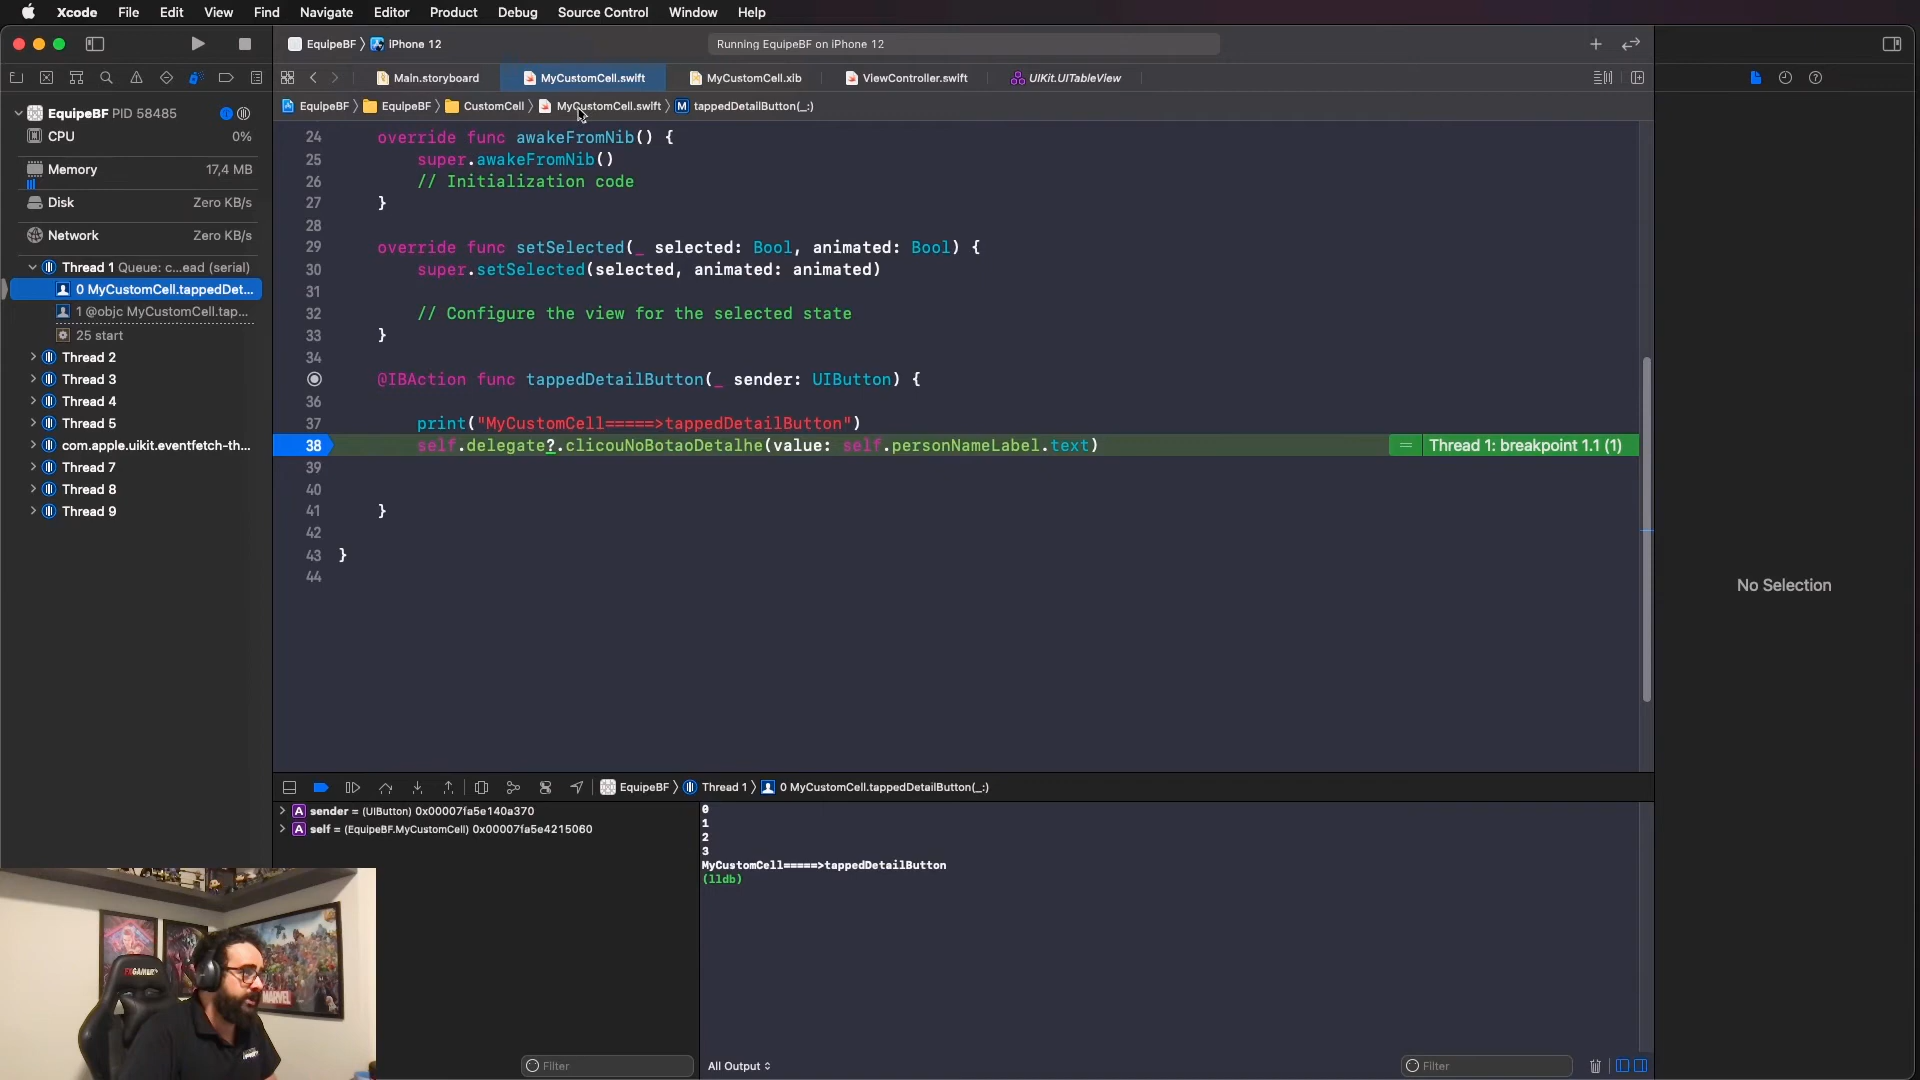 Xcode File Edit View Find Navigate Editor Product Debug Source Control Window Help
EquipeBF iPhone 12
Running EquipeBF on iPhone 12
Main.storyboard MyCustomCell.swift MyCustomCell.xib ViewController.swift UIKit.UITableView
EquipeBF EquipeBF CustomCell MyCustomCell.swift M tappedDetailButton(_:)
EquipeBF PID 58485
CPU 0%
Memory 17,4 MB
Disk Zero KB/s
Network Zero KB/s
Thread 1 Queue: c...ead (serial)
0 MyCustomCell.tappedDet...
1 @objc MyCustomCell.tap...
25 start
Thread 2
Thread 3
Thread 4
Thread 5
com.apple.uikit.eventfetch-th...
Thread 7
Thread 8
Thread 9
24 override func awakeFromNib() {
25 super.awakeFromNib()
26 // Initialization code
27 }
28
29 override func setSelected(_ selected: Bool, animated: Bool) {
30 super.setSelected(selected, animated: animated)
31
32 // Configure the view for the selected state
33 }
34
@IBAction func tappedDetailButton(_ sender: UIButton) {
36
37 print("MyCustomCell=====>tappedDetailButton")
38 self.delegate?.clicouNoBotaoDetalhe(value: self.personNameLabel.text) = Thread 1: breakpoint 1.1 (1)
39
40
41 }
42
43 }
44
No Selection
EquipeBF Thread 1 0 MyCustomCell.tappedDetailButton(_:)
A sender = (UIButton) 0x00007fa5e140a370
A self = (EquipeBF.MyCustomCell) 0x00007fa5e4215060
0
1
2
3
MyCustomCell=====>tappedDetailButton
(lldb)
FXGAMER
MARVEL
Filter
All Output
Filter